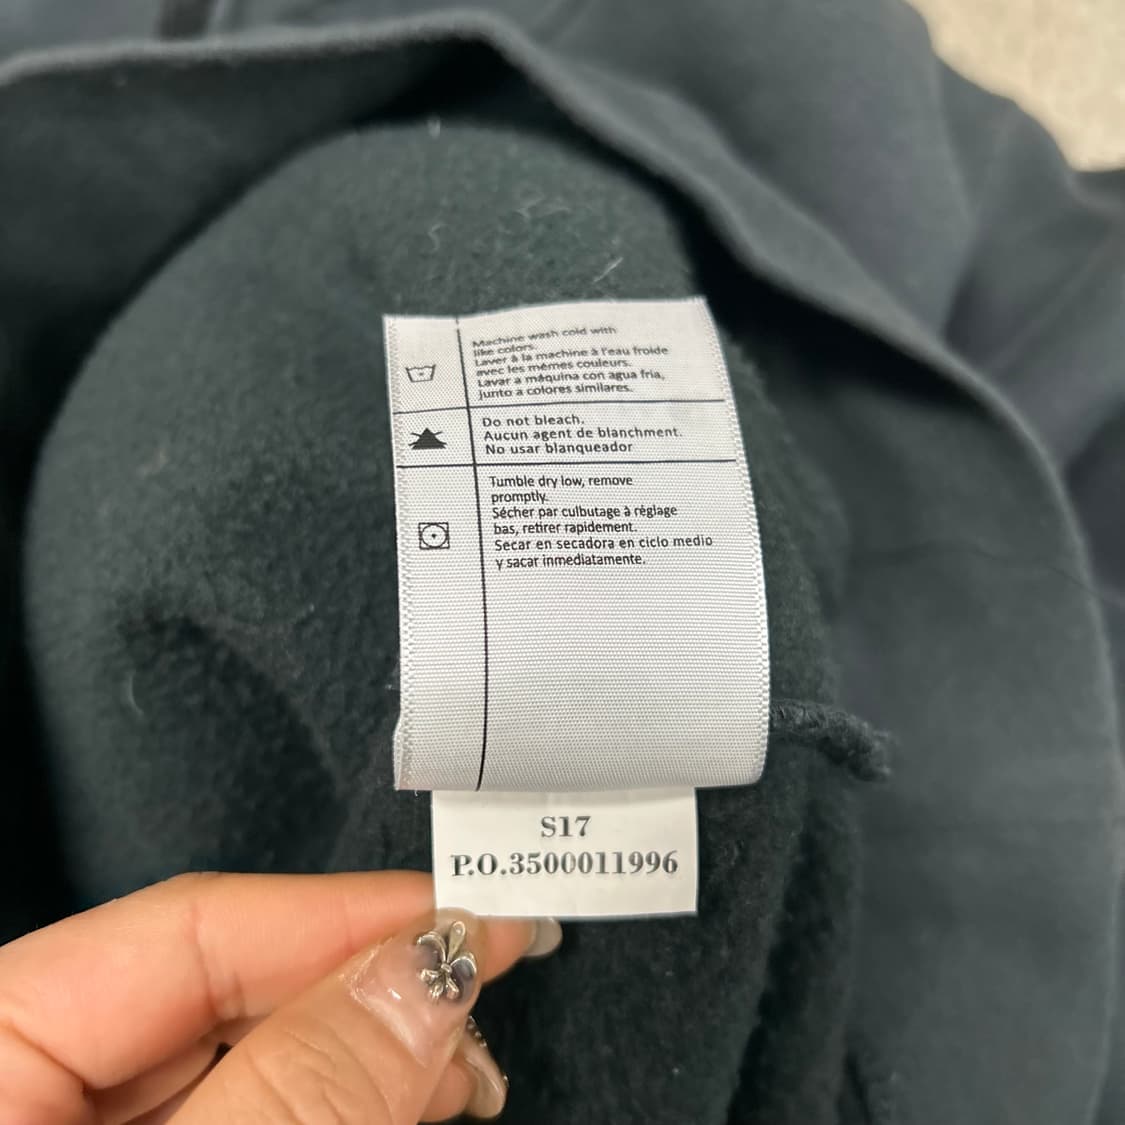 Machine wash cold with
like colors.
Laver à la machine à l'eau froide
avec les mêmes couleurs.
Lavar a máquina con agua fria,
junto a colores similares.
Do not bleach.
Aucun agent de blanchment.
No usar blanqueador
Tumble dry low, remove
promptly.
Sécher par culbutage à réglage
bas, retirer rapidement.
Secar en secadora en ciclo medio
y sacar inmediatamente.
S17
P.O.3500011996